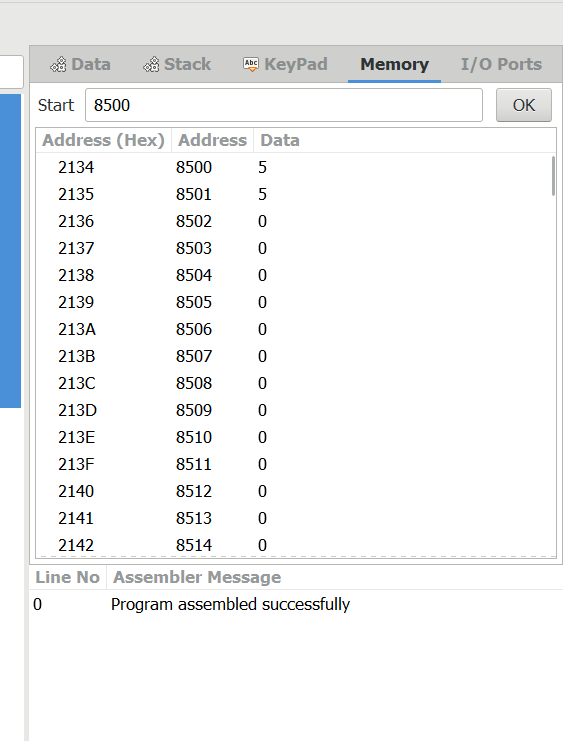 Data Stack Abc KeyPad Memory I/O Ports
Start 8500 OK
Address (Hex) Address Data
2134 8500 5
2135 8501 5
2136 8502 0
2137 8503 0
2138 8504 0
2139 8505 0
213A 8506 0
213B 8507 0
213C 8508 0
213D 8509 0
213E 8510 0
213F 8511 0
2140 8512 0
2141 8513 0
2142 8514 0
Line No Assembler Message
0 Program assembled successfully